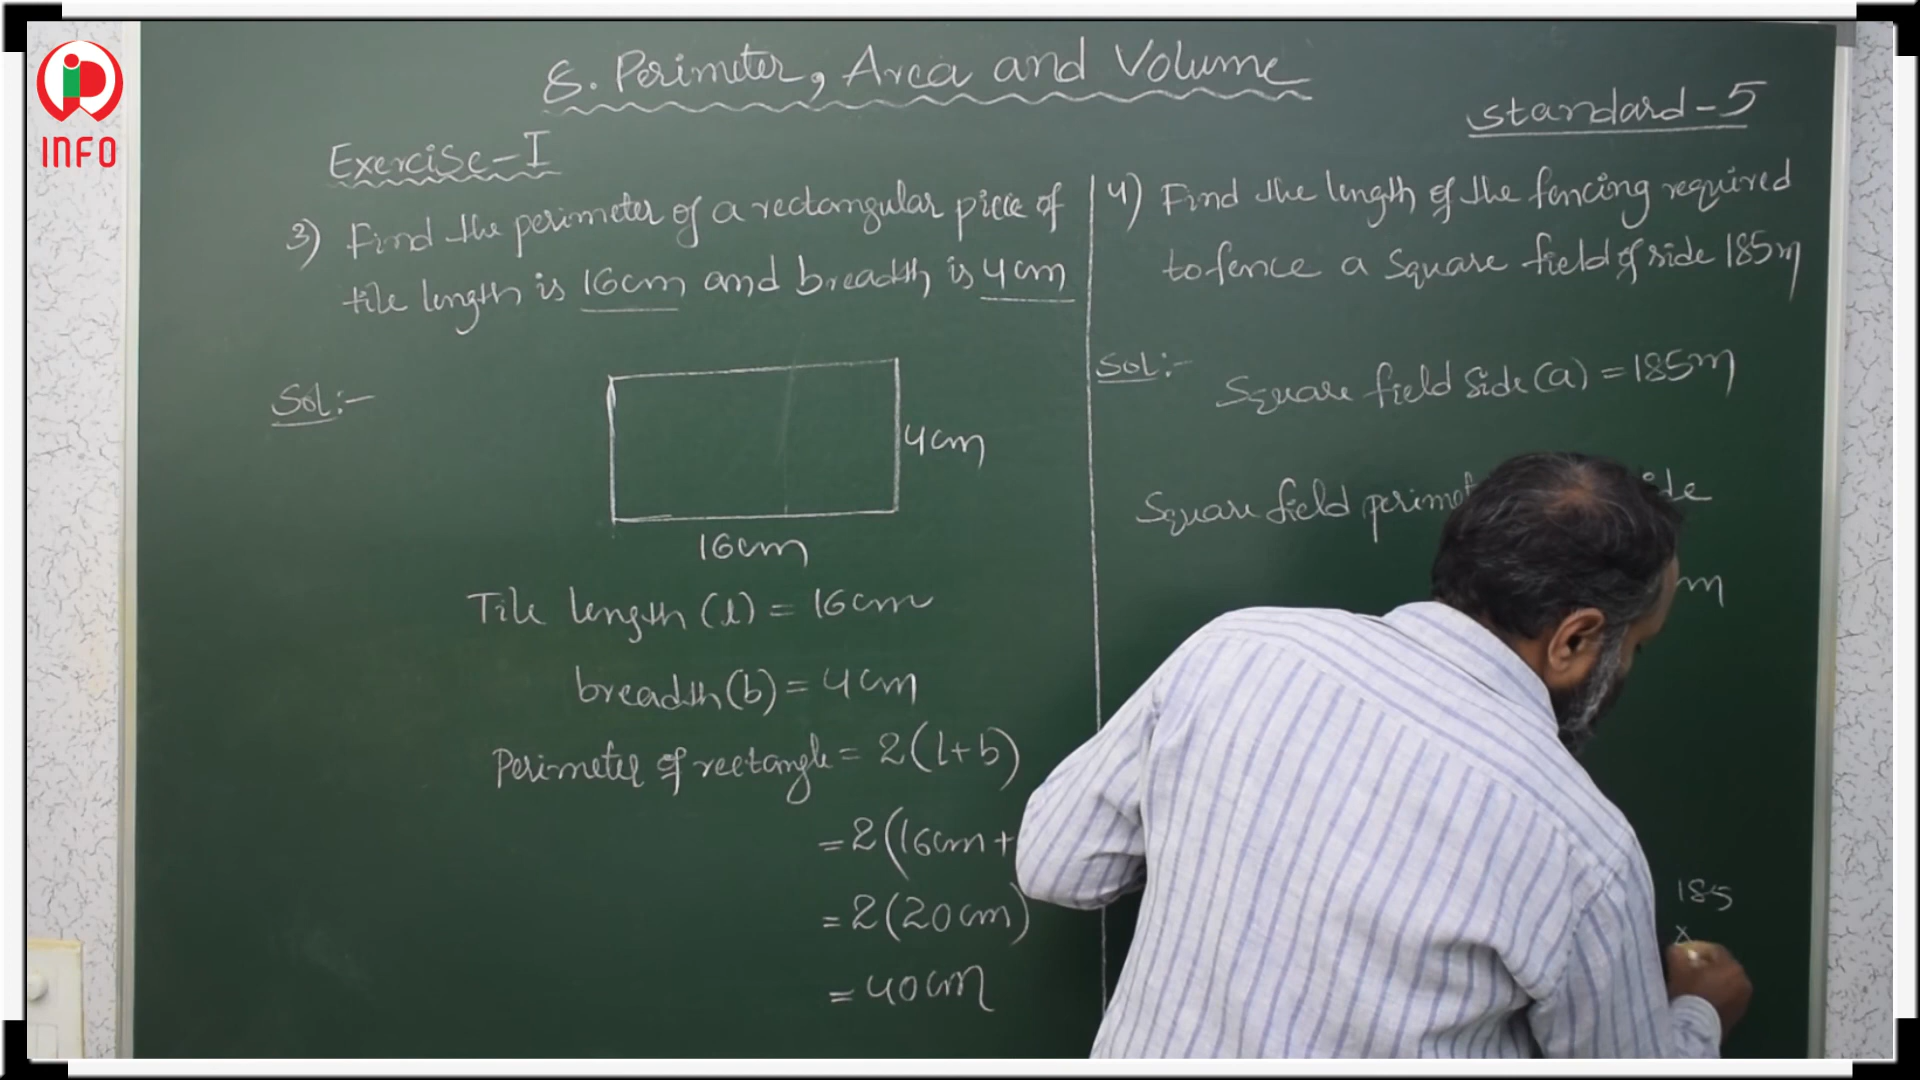 INFO
8. Perimeter, Area and Volume
Standard-5
Exercise-I
3) Find the perimeter of a rectangular piece of
tile length is 16cm and breadth is 4cm
Sol:-
4cm
16cm
Tile length (l) = 16cm
breadth (b) = 4cm
Perimeter of rectangle = 2(l+b)
= 2(16cm +
= 2(20cm)
= 40cm
4) Find the length of the fencing required
to fence a square field of side 185m
Sol:-
Square field side (a) = 185m
Square field
m
185
x